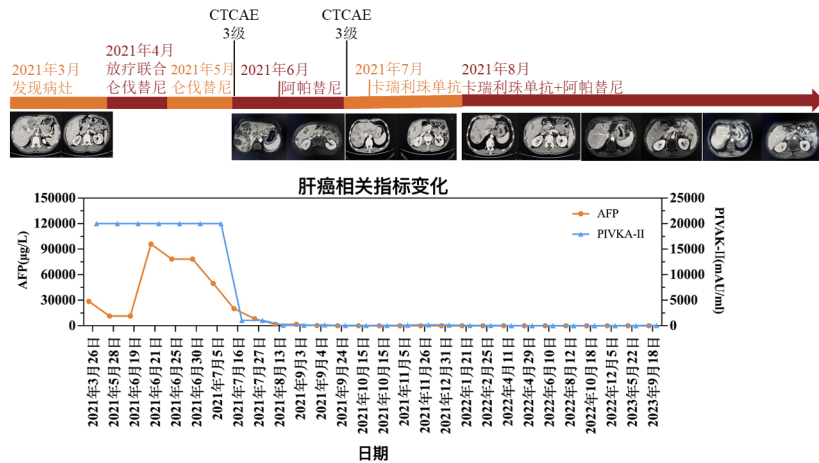 CTCAE
3级
CTCAE
3级
2021年3月
发现病灶
2021年4月
放疗联合
仑伐替尼
2021年5月
仑伐替尼
2021年6月
阿帕替尼
2021年7月
卡瑞利珠单抗
2021年8月
卡瑞利珠单抗+阿帕替尼
肝癌相关指标变化
AFP(μg/L)
150000
120000
90000
60000
30000
0
AFP
PIVKA-II
25000
20000
15000
10000
5000
0
PIVAK-II(mAU/ml)
2021年3月26日
2021年5月28日
2021年6月19日
2021年6月21日
2021年6月25日
2021年6月30日
2021年7月5日
2021年7月16日
2021年7月27日
2021年8月13日
2021年9月3日
2021年9月4日
2021年9月24日
2021年10月15日
2021年10月15日
2021年11月5日
2021年11月26日
2021年12月31日
2022年1月21日
2022年2月25日
2022年4月11日
2022年4月29日
2022年6月10日
2022年8月12日
2022年10月18日
2022年12月5日
2023年5月22日
2023年9月18日
日期